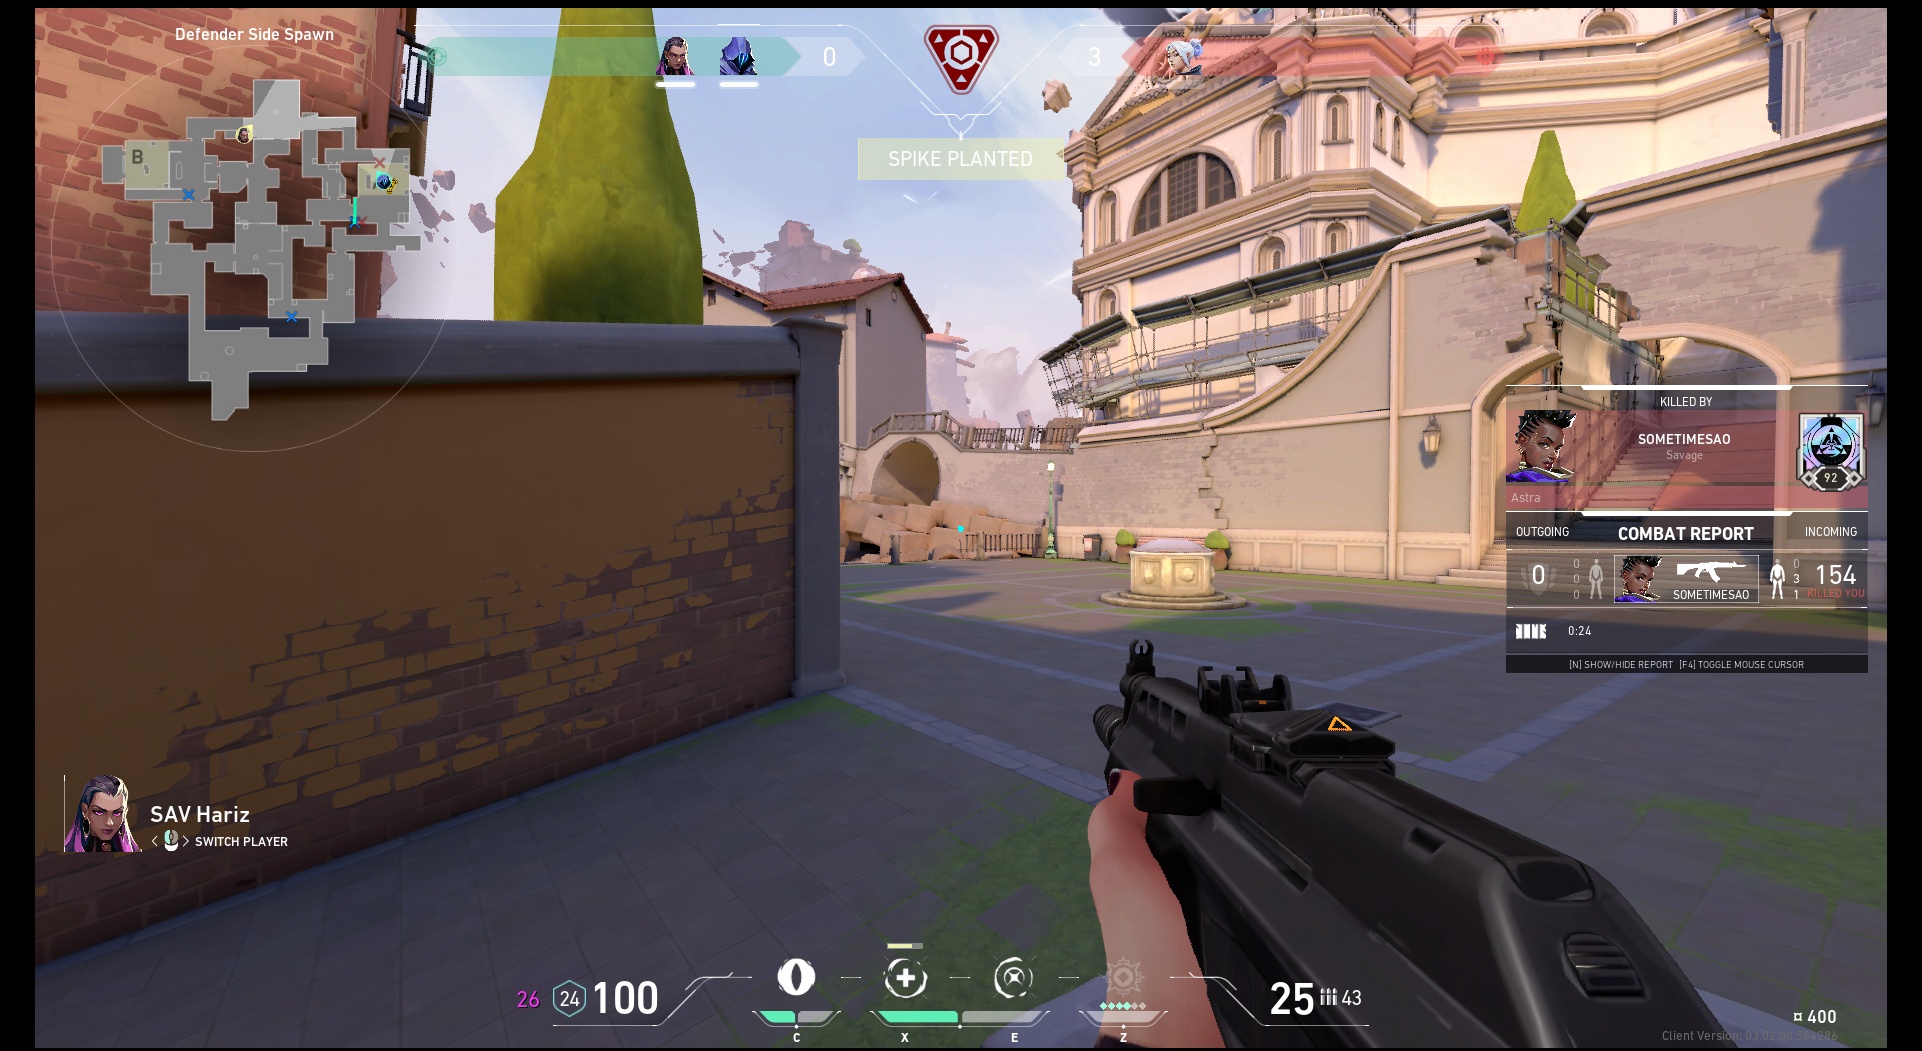 Defender Side Spawn
0
3
SPIKE PLANTED
B
KILLED BY
SOMETIMESAO
Savage
92
Astra
OUTGOING
COMBAT REPORT
INCOMING
0
0
0
0
SOMETIMESAO
0
3
1
154
KILLED YOU
0:24
[N] SHOW/HIDE REPORT [F4] TOGGLE MOUSE CURSOR
SAV Hariz
< > SWITCH PLAYER
26
24
100
25
43
C
X
E
Z
¤ 400